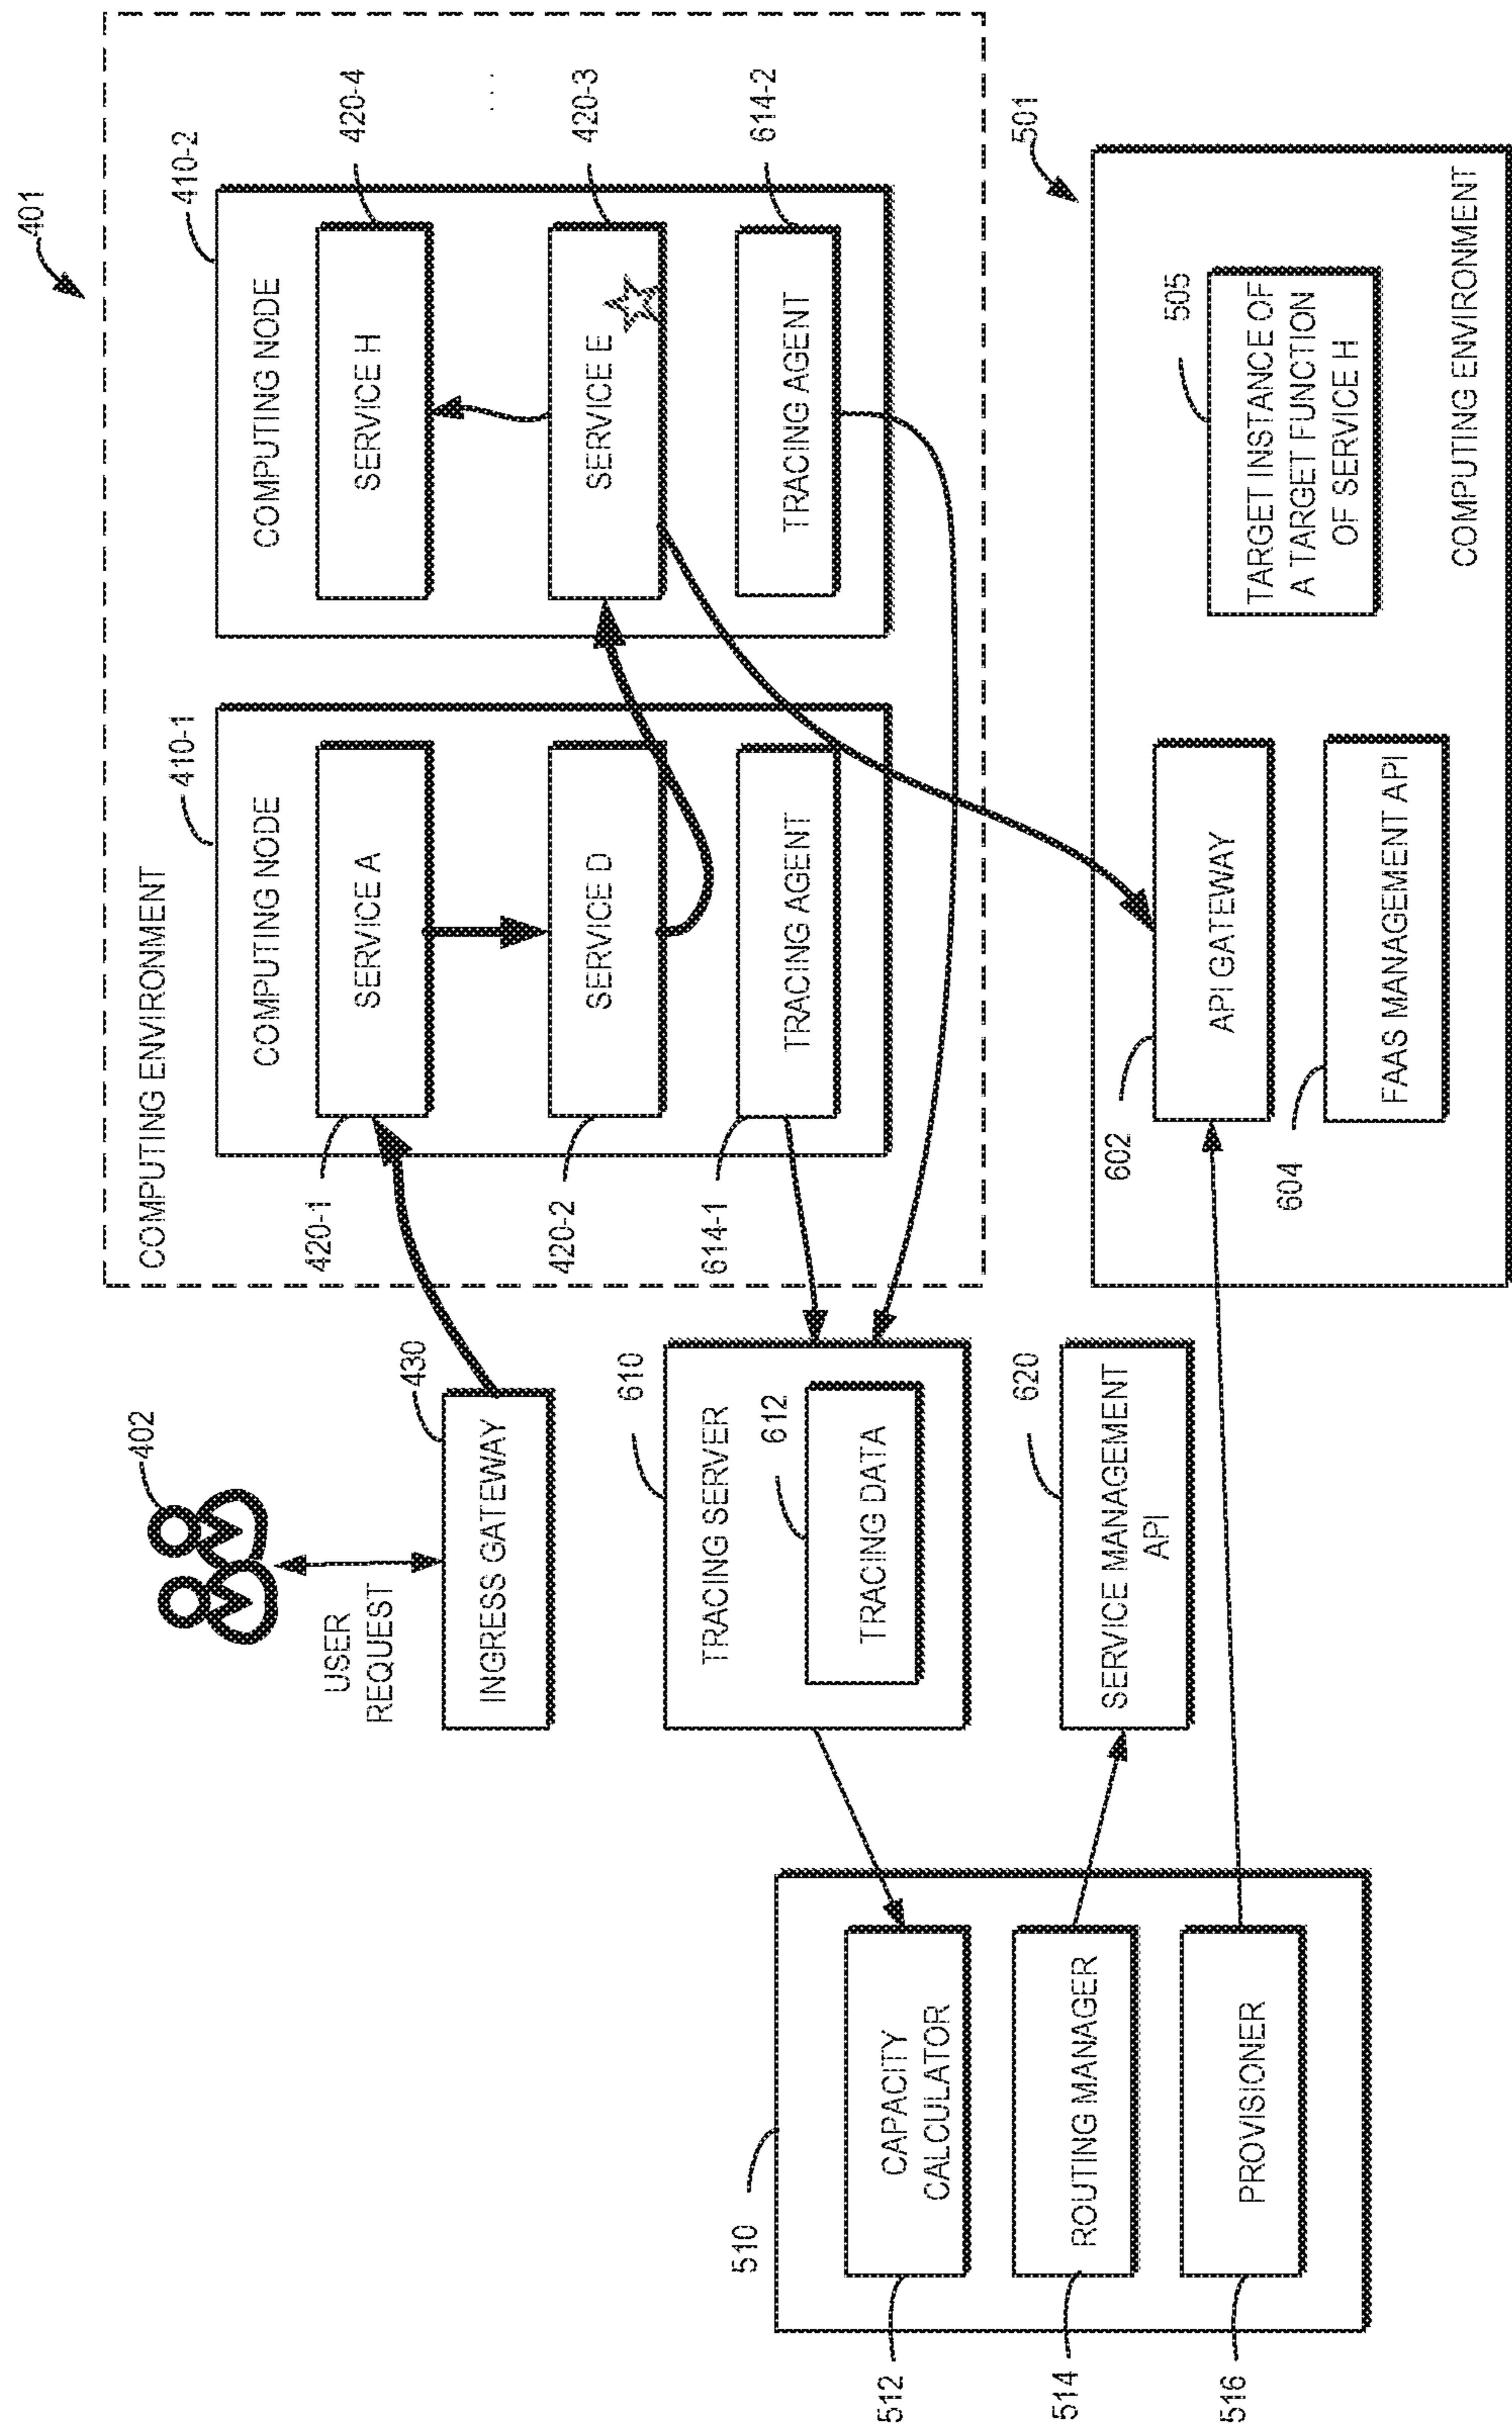 401
COMPUTING ENVIRONMENT
410-1
COMPUTING NODE
420-1
SERVICE A
420-2
SERVICE D
614-1
TRACING AGENT
410-2
COMPUTING NODE
SERVICE H
420-4
. . .
SERVICE E
420-3
TRACING AGENT
614-2
402
USER
REQUEST
430
INGRESS GATEWAY
610
TRACING SERVER
612
TRACING DATA
620
SERVICE MANAGEMENT
API
510
CAPACITY
CALCULATOR
512
ROUTING MANAGER
514
PROVISIONER
516
501
602
API GATEWAY
604
FAAS MANAGEMENT API
505
TARGET INSTANCE OF
A TARGET FUNCTION
OF SERVICE H
COMPUTING ENVIRONMENT